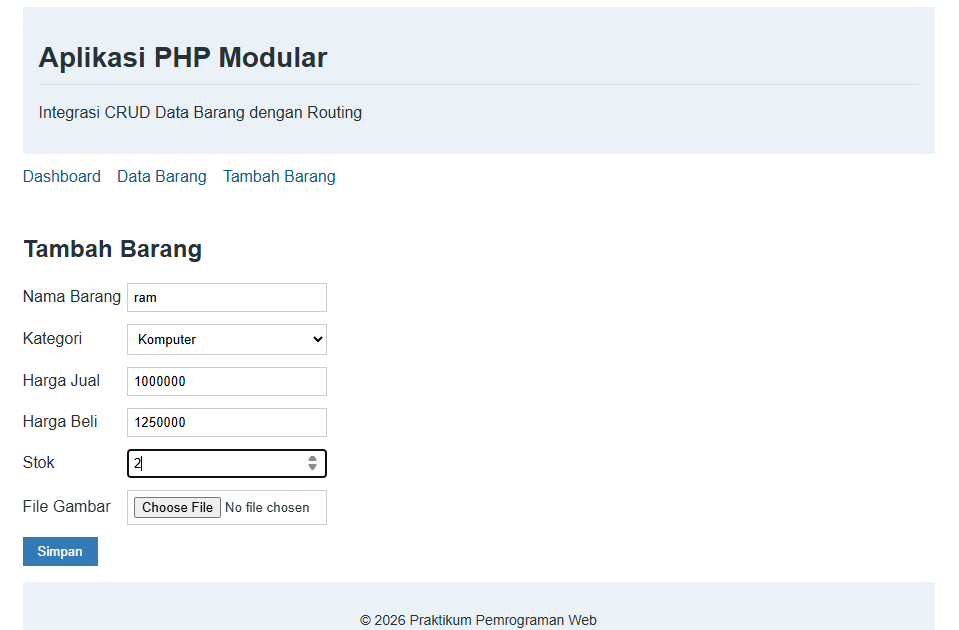 Aplikasi PHP Modular
Integrasi CRUD Data Barang dengan Routing
Dashboard Data Barang Tambah Barang
Tambah Barang
Nama Barang ram
Kategori Komputer
Harga Jual 1000000
Harga Beli 1250000
Stok 2
File Gambar Choose File No file chosen
Simpan
© 2026 Praktikum Pemrograman Web